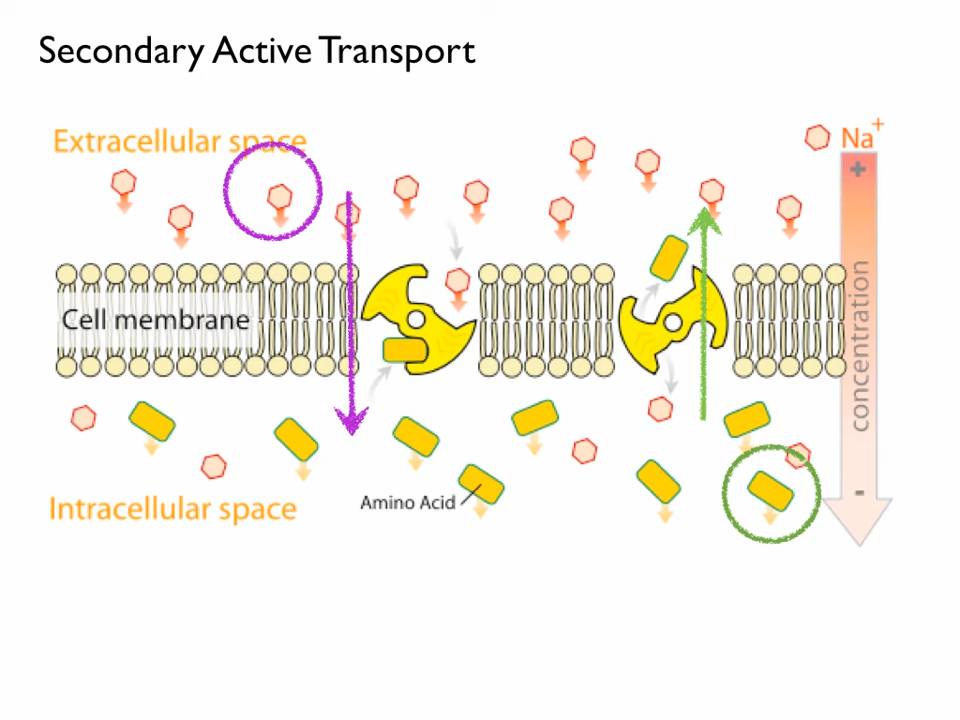 Secondary Active Transport
Extracellular space
Na+
+
Cell membrane
concentration
Amino Acid
-
Intracellular space